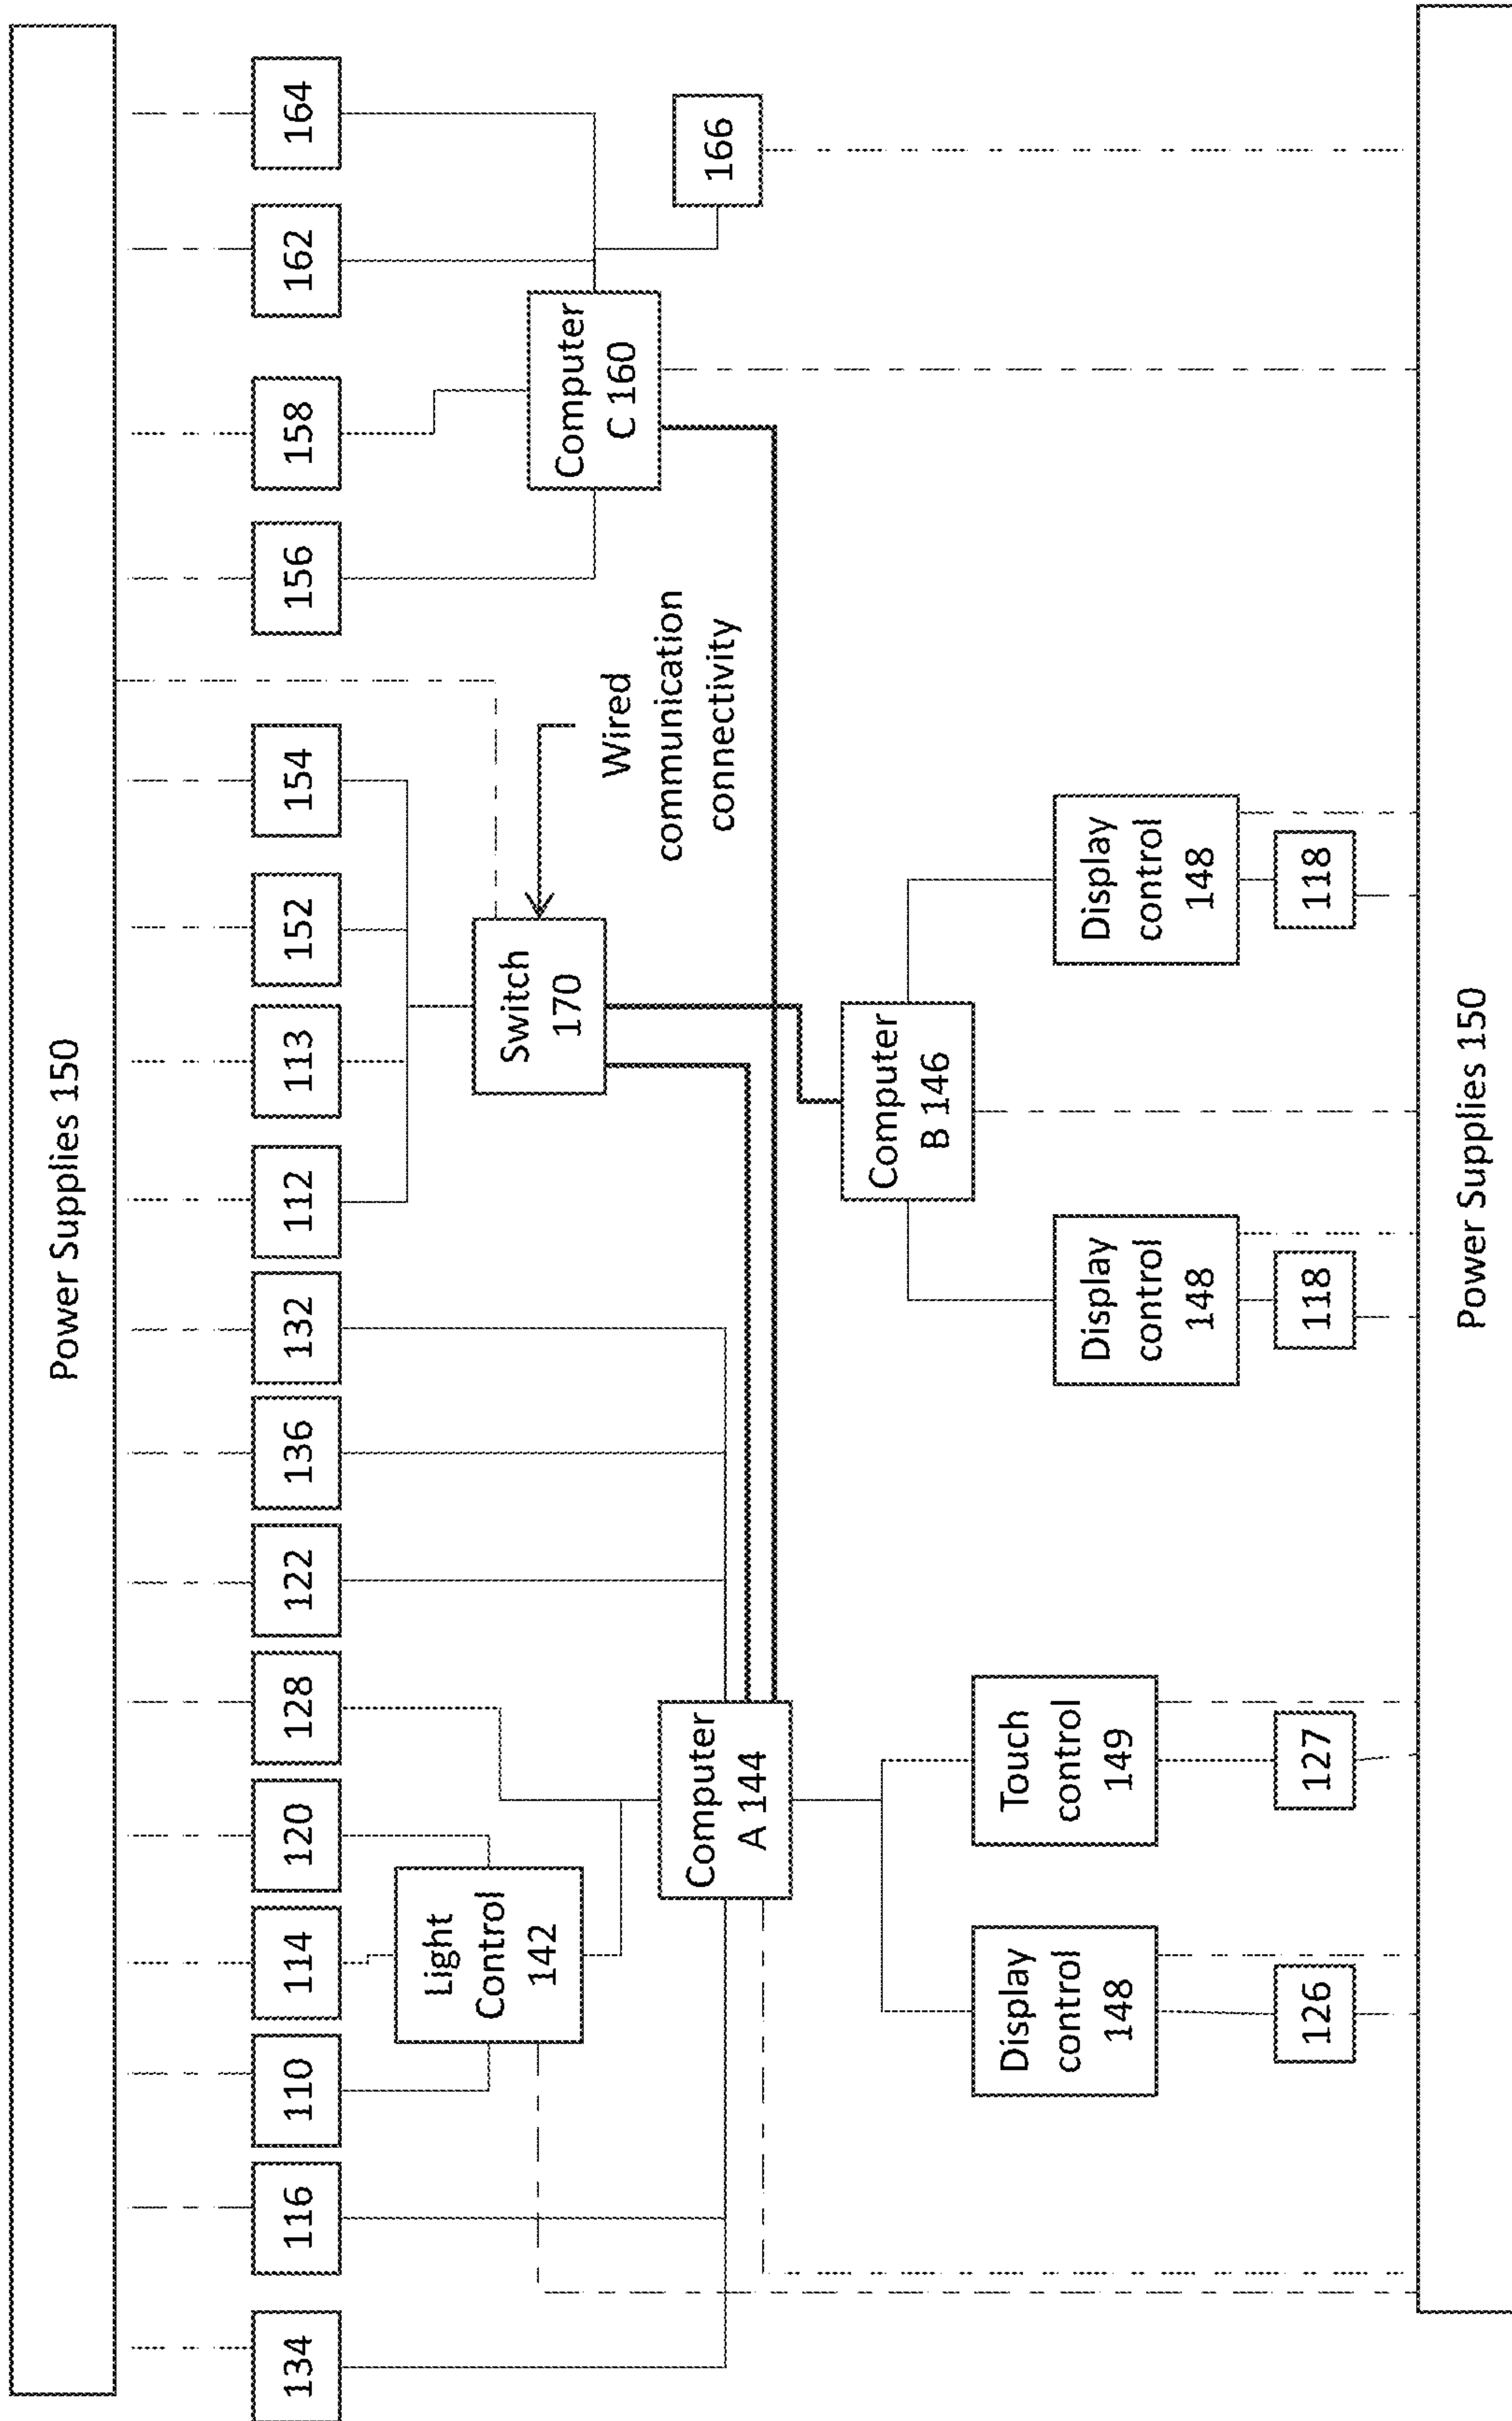 Power Supplies 150
134
116
110
114
120
128
122
136
132
112
113
152
154
156
158
162
164
Light
Control
142
Switch
170
Wired
communication
connectivity
Computer
C 160
166
Computer
A 144
Computer
B 146
Display
control
148
Touch
control
149
Display
control
148
Display
control
148
126
127
118
118
Power Supplies 150